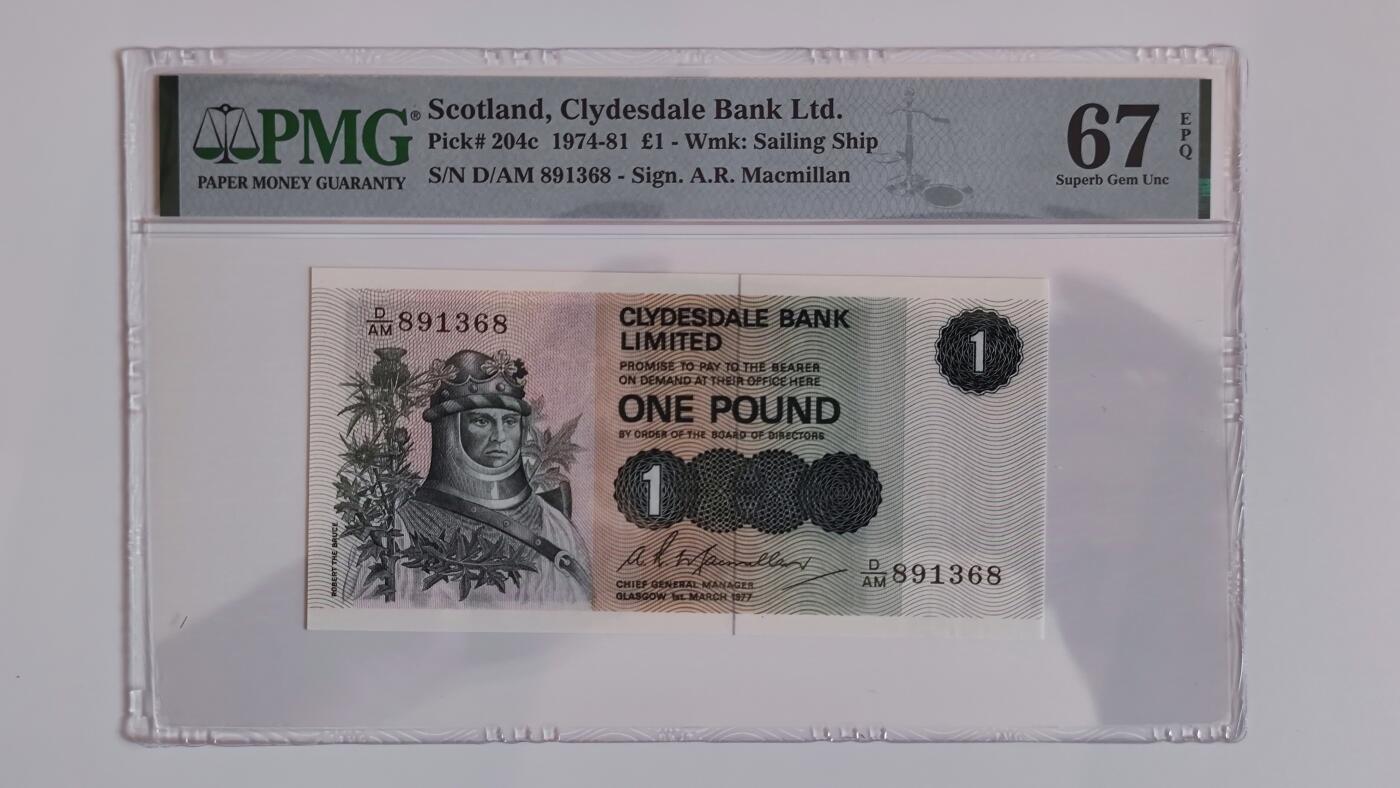 PMG®
PAPER MONEY GUARANTY
Scotland, Clydesdale Bank Ltd.
Pick# 204c 1974-81 £1 - Wmk: Sailing Ship
S/N D/AM 891368 - Sign. A.R. Macmillan
67
EPQ
Superb Gem Unc
D/AM 891368
CLYDESDALE BANK
LIMITED
PROMISE TO PAY TO THE BEARER
ON DEMAND AT THEIR OFFICE HERE
ONE POUND
BY ORDER OF THE BOARD OF DIRECTORS
1
1
A. R. Macmillan
CHIEF GENERAL MANAGER
GLASGOW 1st. MARCH 1977
D/AM 891368
ROBERT THE BRUCE